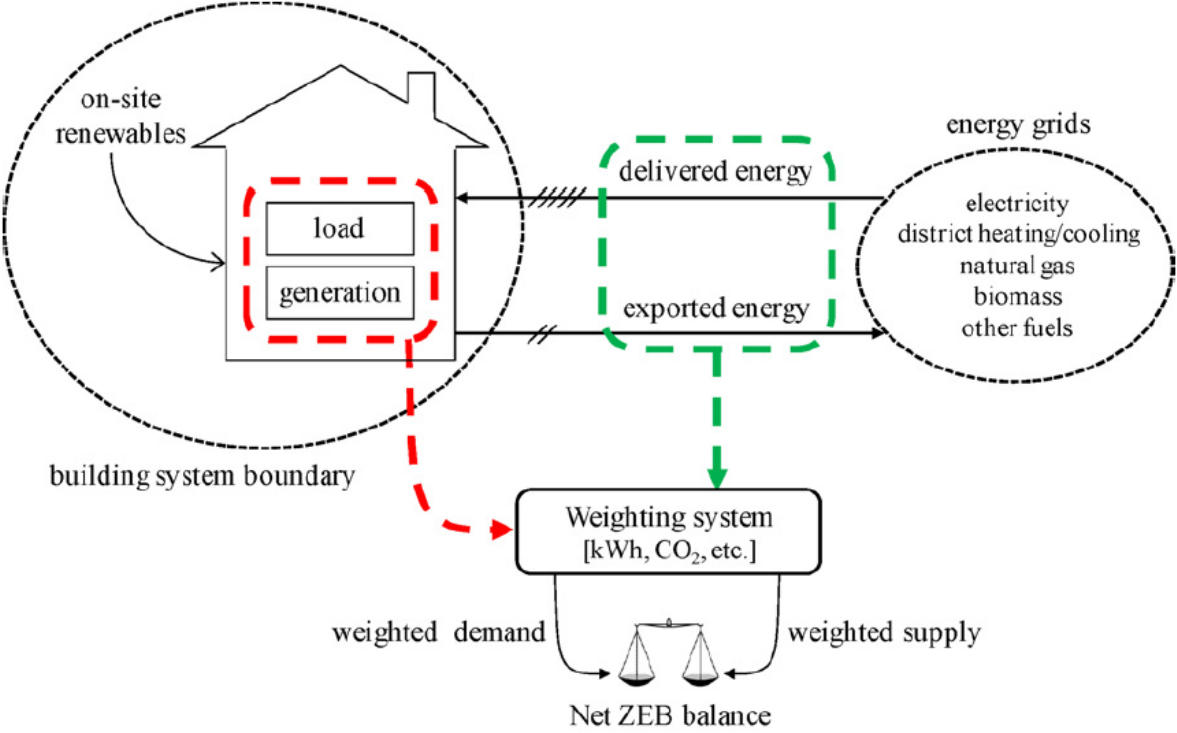 on-site
renewables
load
generation
building system boundary
delivered energy
exported energy
energy grids
electricity
district heating/cooling
natural gas
biomass
other fuels
Weighting system
[kWh, CO₂, etc.]
weighted demand
weighted supply
Net ZEB balance